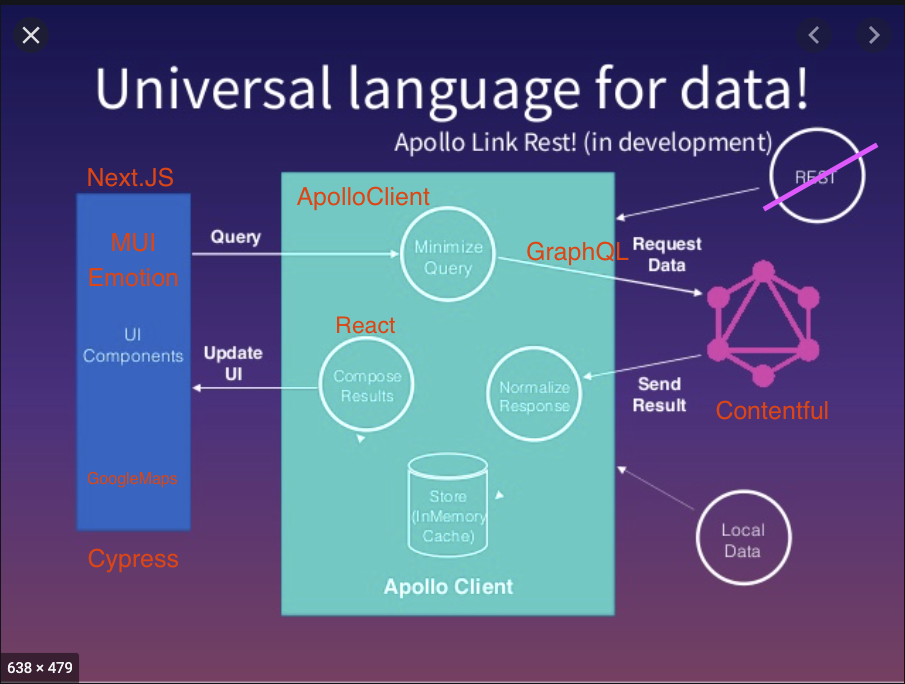 Universal language for data!
Apollo Link Rest! (in development)
REST
Next.JS
MUI
Emotion
UI
Components
GoogleMaps
Cypress
Query
Update
UI
ApolloClient
Minimize
Query
GraphQL
Request
Data
React
Compose
Results
Normalize
Response
Send
Result
Contentful
Store
(InMemory
Cache)
Apollo Client
Local
Data
638 × 479